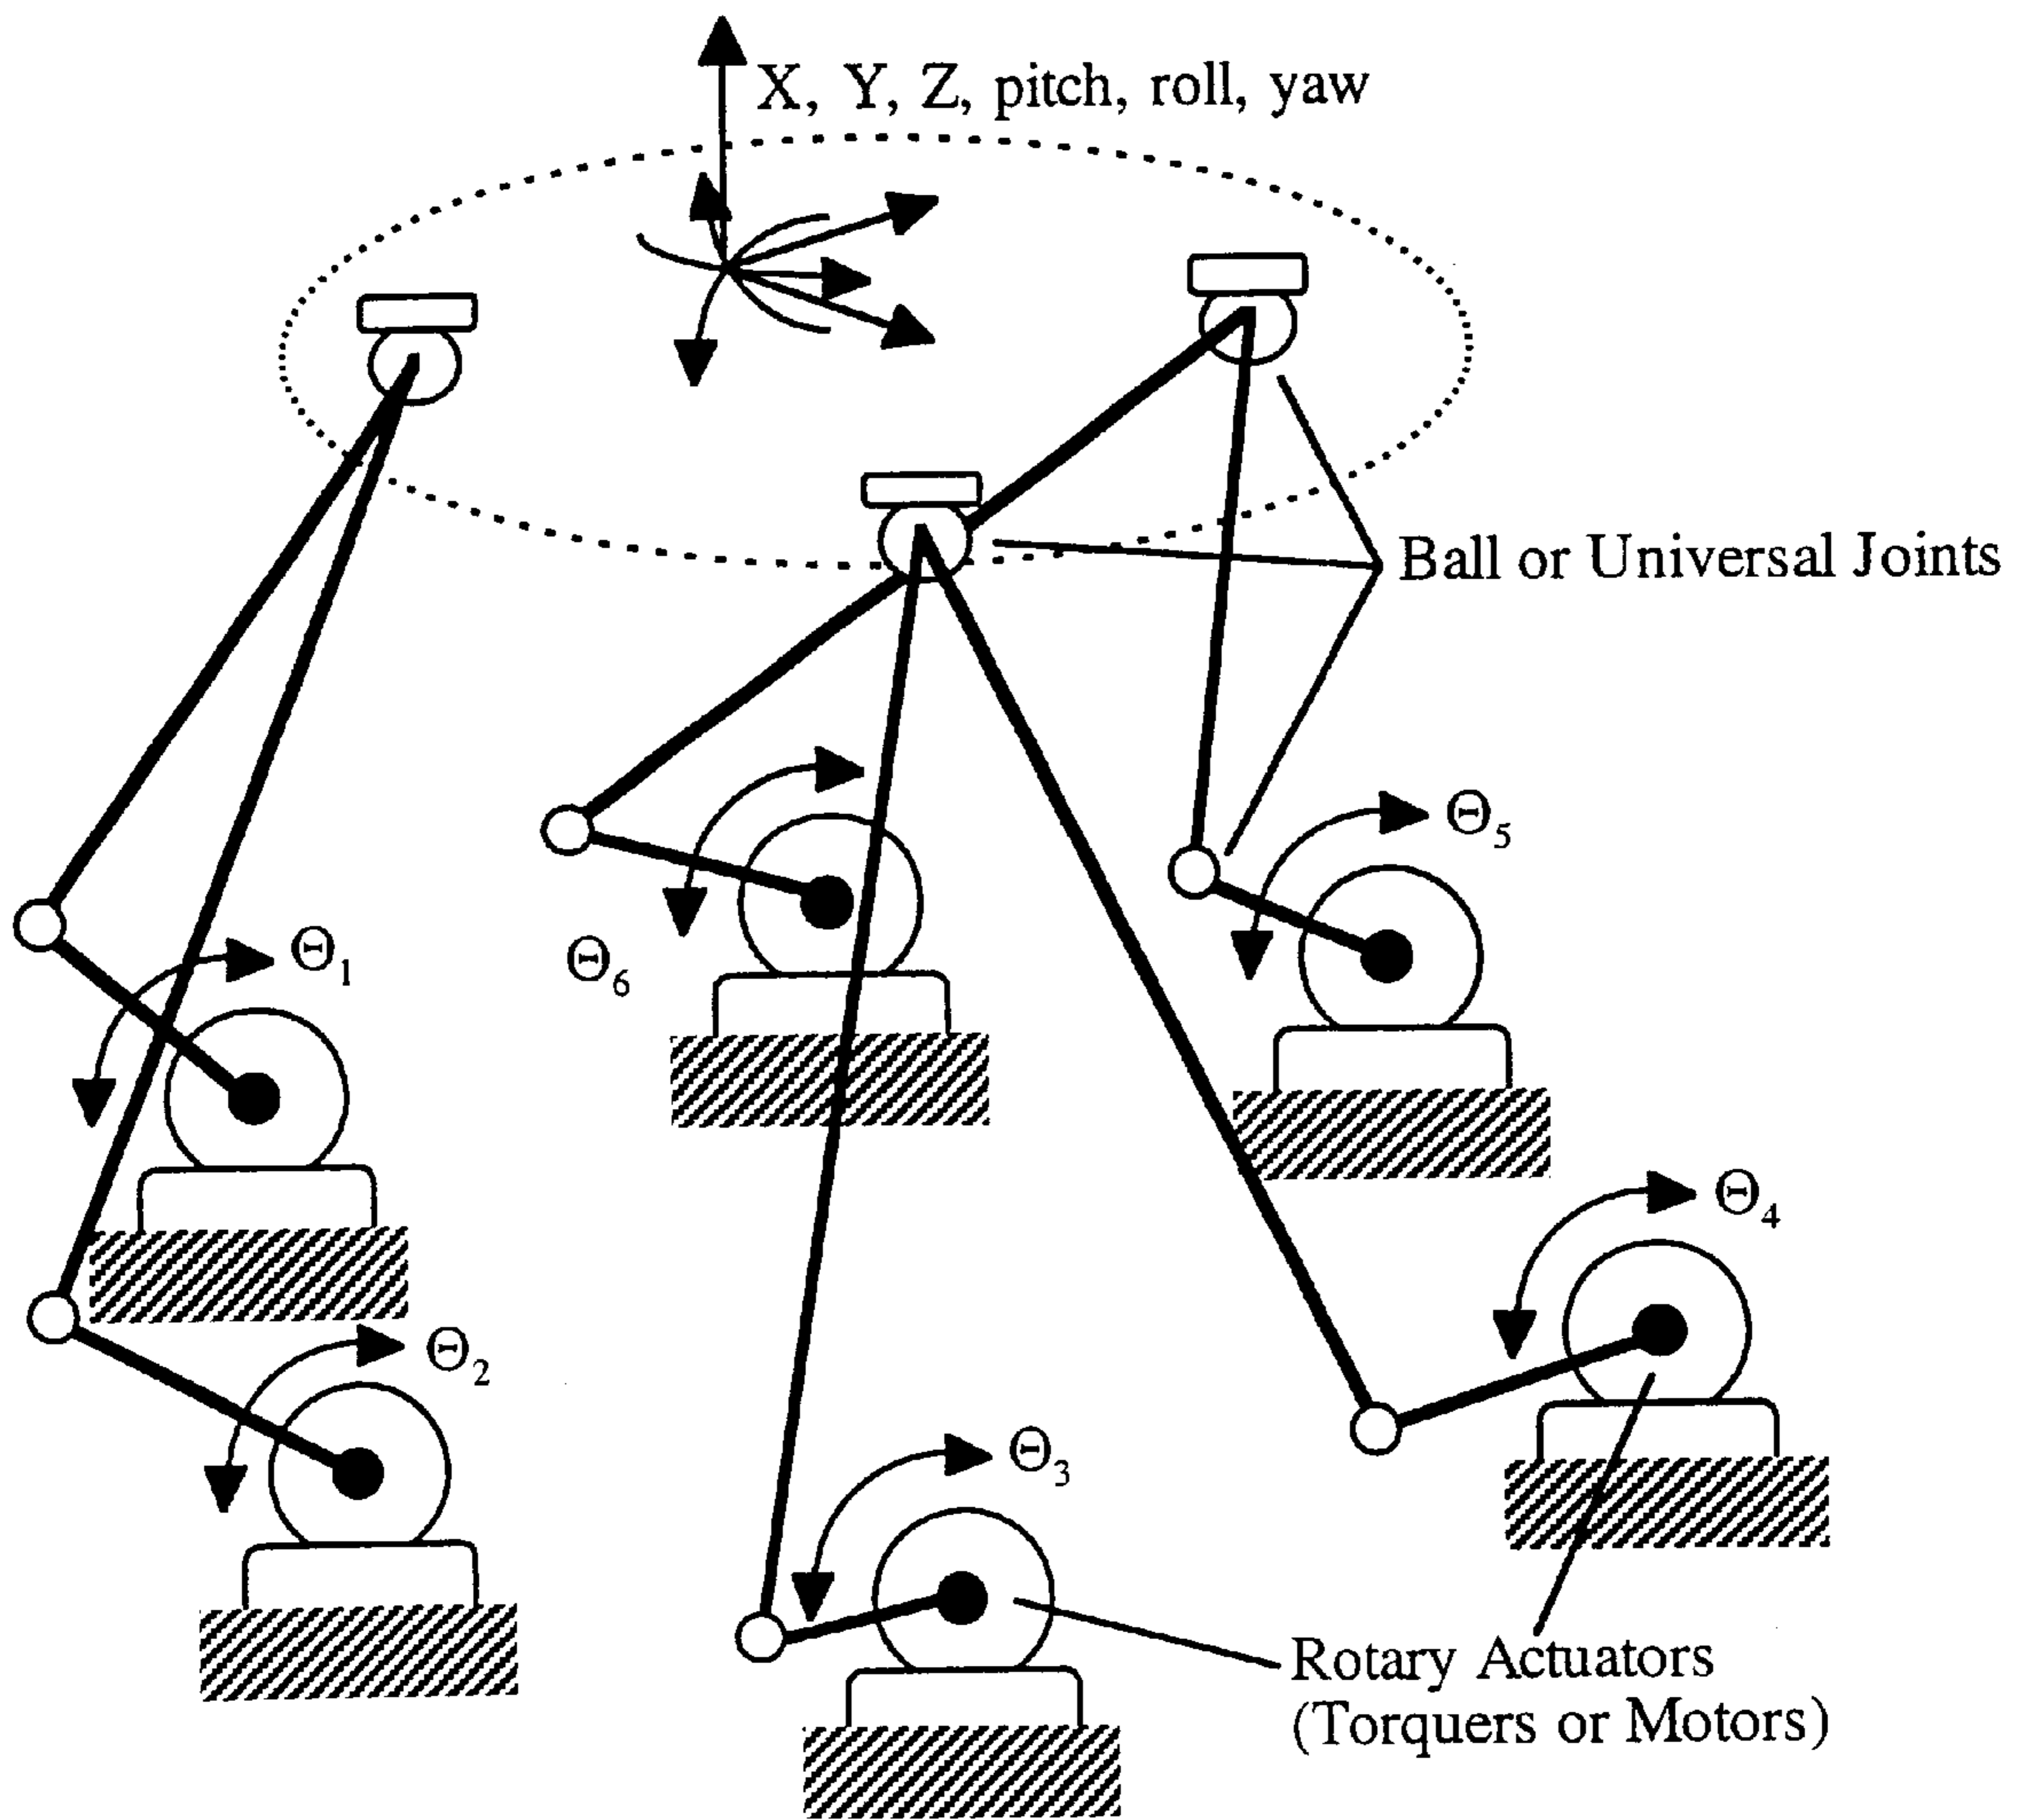 X, Y, Z, pitch, roll, yaw
Ball or Universal Joints
Θ5
Θ1
Θ6
Θ4
Θ2
Θ3
Rotary Actuators
(Torquers or Motors)